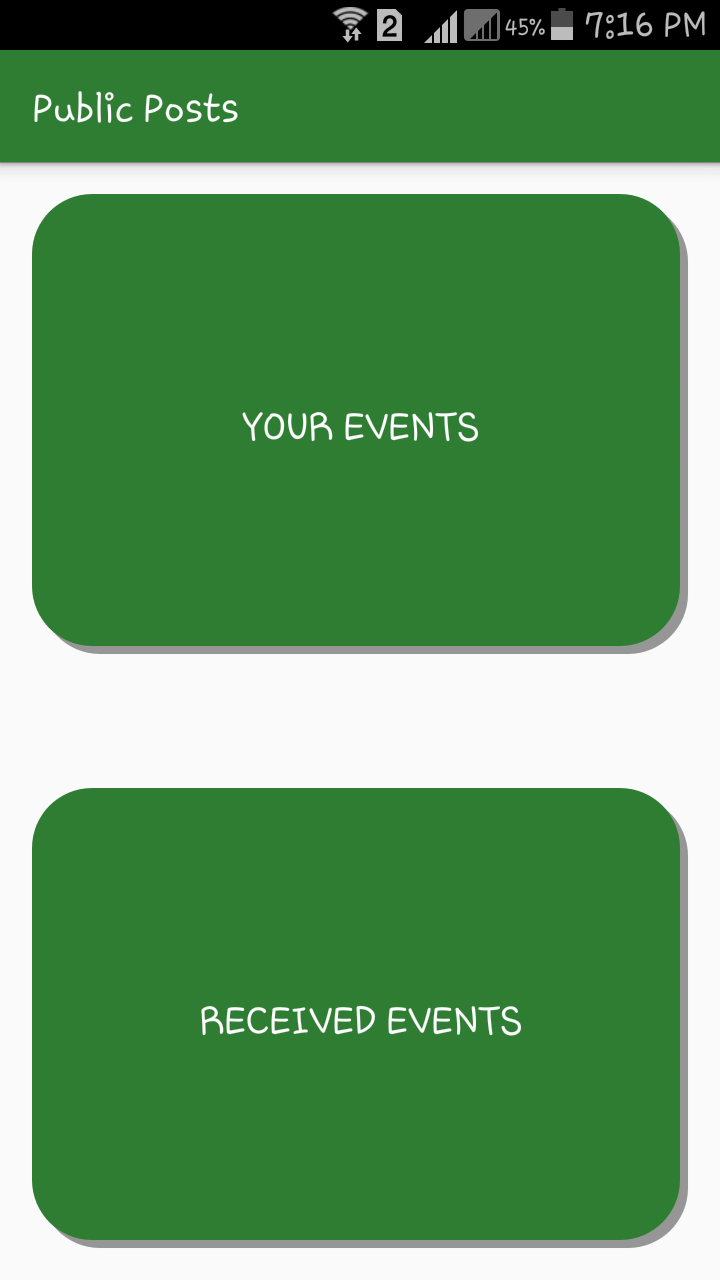 2 45% 7:16 PM
Public Posts
YOUR EVENTS
RECEIVED EVENTS